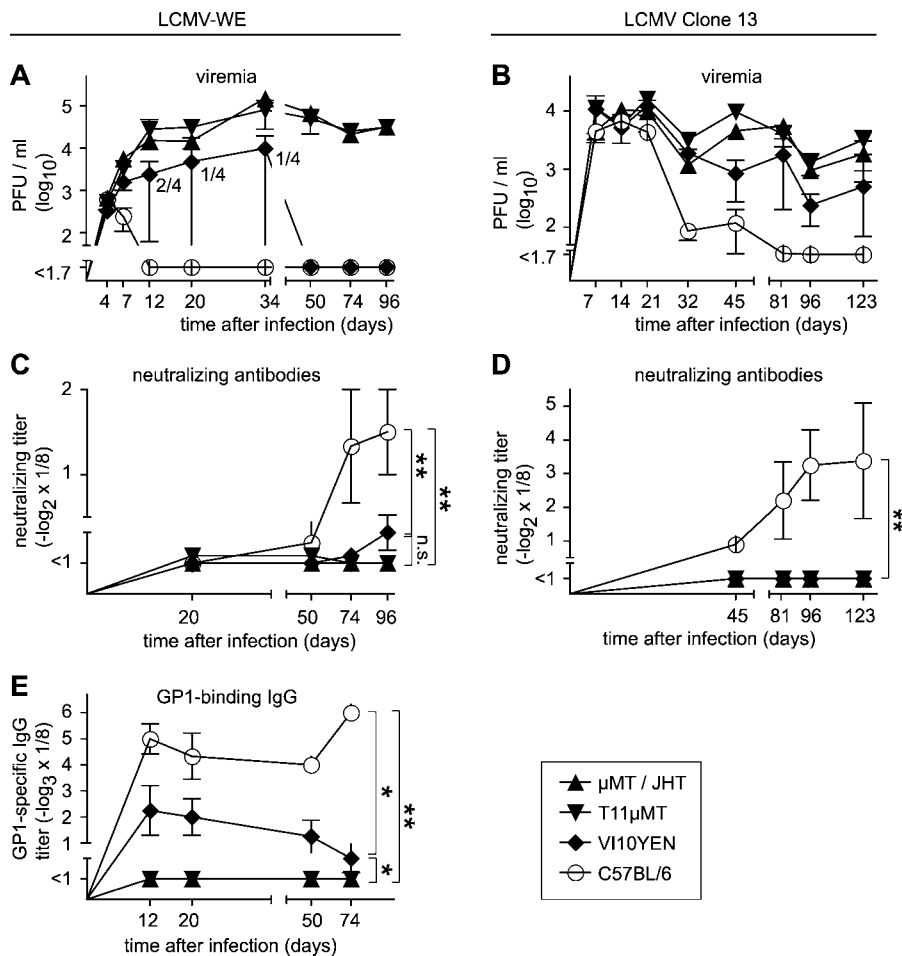 LCMV-WE
LCMV Clone 13
A
viremia
PFU / ml
(log10)
5
4
3
2
<1.7
2/4
1/4
1/4
4 7 12 20 34 50 74 96
time after infection (days)
B
viremia
PFU / ml
(log10)
4
3
2
<1.7
7 14 21 32 45 81 96 123
time after infection (days)
C
neutralizing antibodies
neutralizing titer
(-log2 x 1/8)
2
1
<1
**
**
n.s.
20 50 74 96
time after infection (days)
D
neutralizing antibodies
neutralizing titer
(-log2 x 1/8)
5
4
3
2
1
<1
**
45 81 96 123
time after infection (days)
E
GP1-binding IgG
GP1-specific IgG
titer (-log3 x 1/8)
6
5
4
3
2
1
<1
*
**
*
12 20 50 74
time after infection (days)
µMT / JHT
T11µMT
VI10YEN
C57BL/6